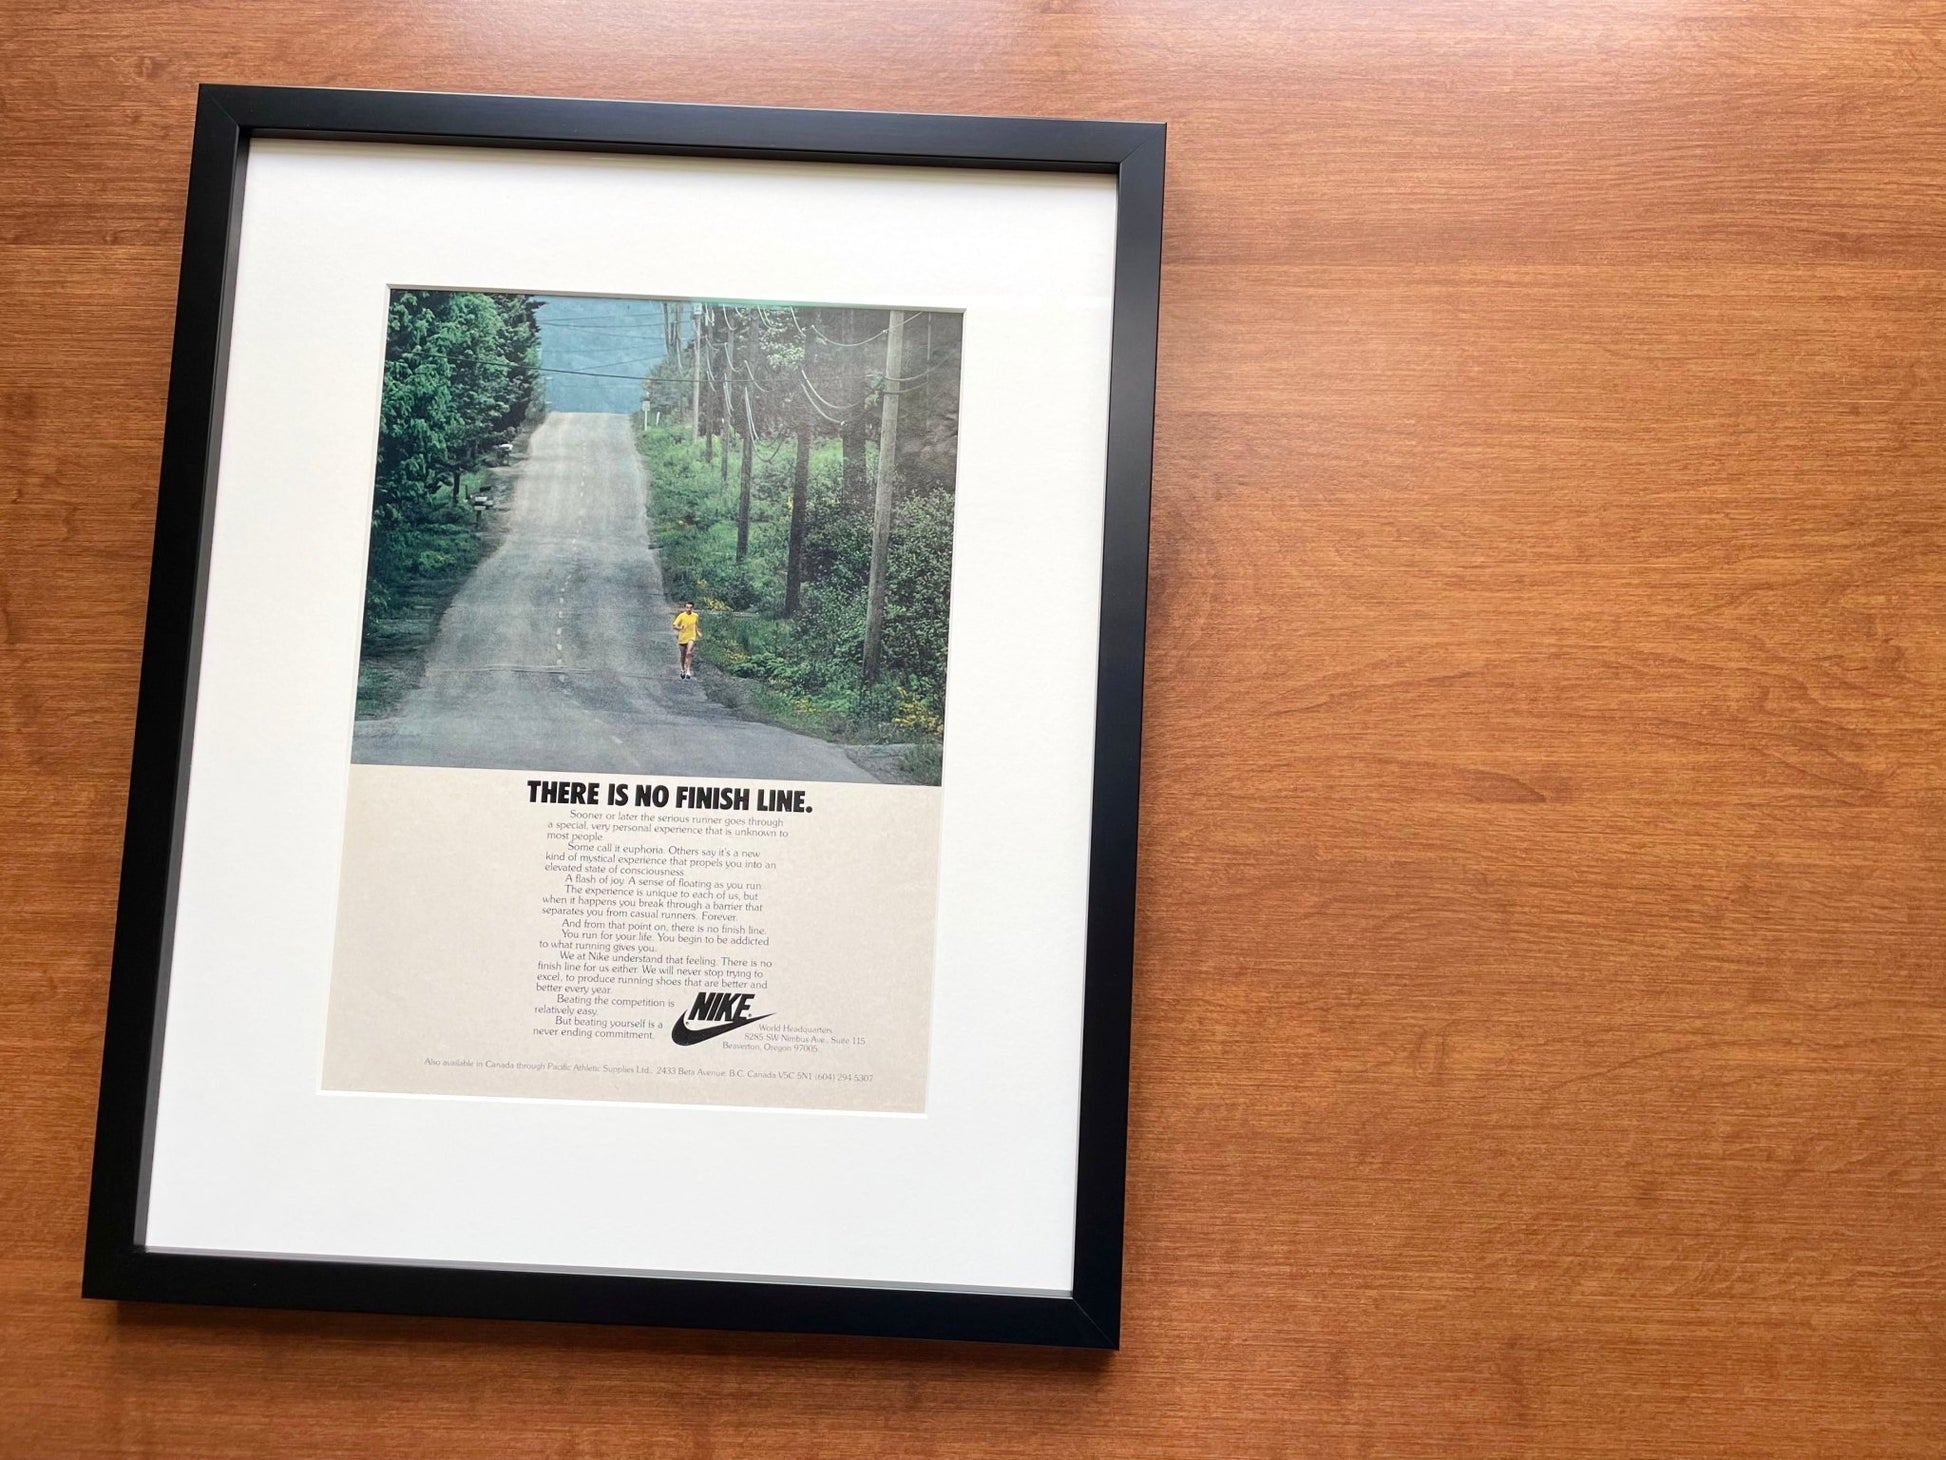 THERE IS NO FINISH LINE.
Sooner or later the serious runner goes through
a special, very personal experience that is unknown to
most people.
Some call it euphoria. Others say it's a new
kind of mystical experience that propels you into an
elevated state of consciousness.
A flash of joy. A sense of floating as you run.
The experience is unique to each of us, but
when it happens you break through a barrier that
separates you from casual runners. Forever.
And from that point on, there is no finish line.
You run for your life. You begin to be addicted
to what running gives you.
We at Nike understand that feeling. There is no
finish line for us either. We will never stop trying to
excel, to produce running shoes that are better and
better every year.
Beating the competition is
relatively easy.
But beating yourself is a
never ending commitment.
NIKE
World Headquarters
8285 SW Nimbus Ave., Suite 115
Beaverton, Oregon 97005
Also available in Canada through Pacific Athletic Supplies Ltd., 2433 Beta Avenue, B.C. Canada V5C 5N1 (604) 294-5307